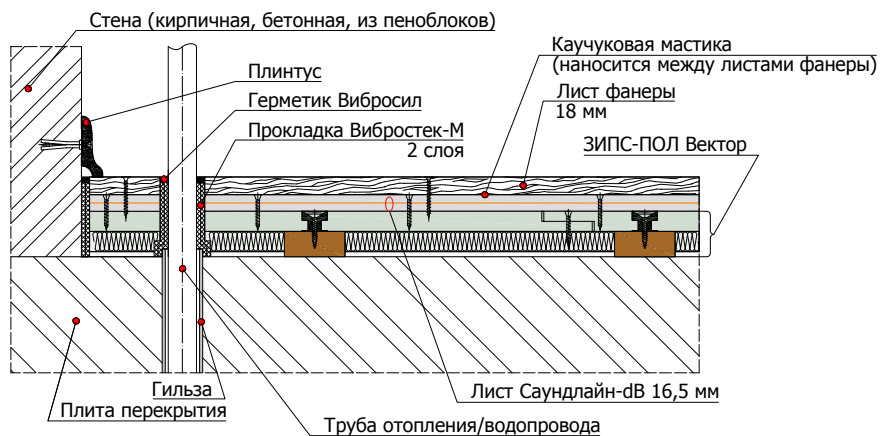 Стена (кирпичная, бетонная, из пеноблоков)
Каучуковая мастика
(наносится между листами фанеры)
Плинтус
Лист фанеры
18 мм
Герметик Вибросил
Прокладка Вибростек-М
2 слоя
ЗИПС-ПОЛ Вектор
Гильза
Лист Саундлайн-dB 16,5 мм
Плита перекрытия
Труба отопления/водопровода